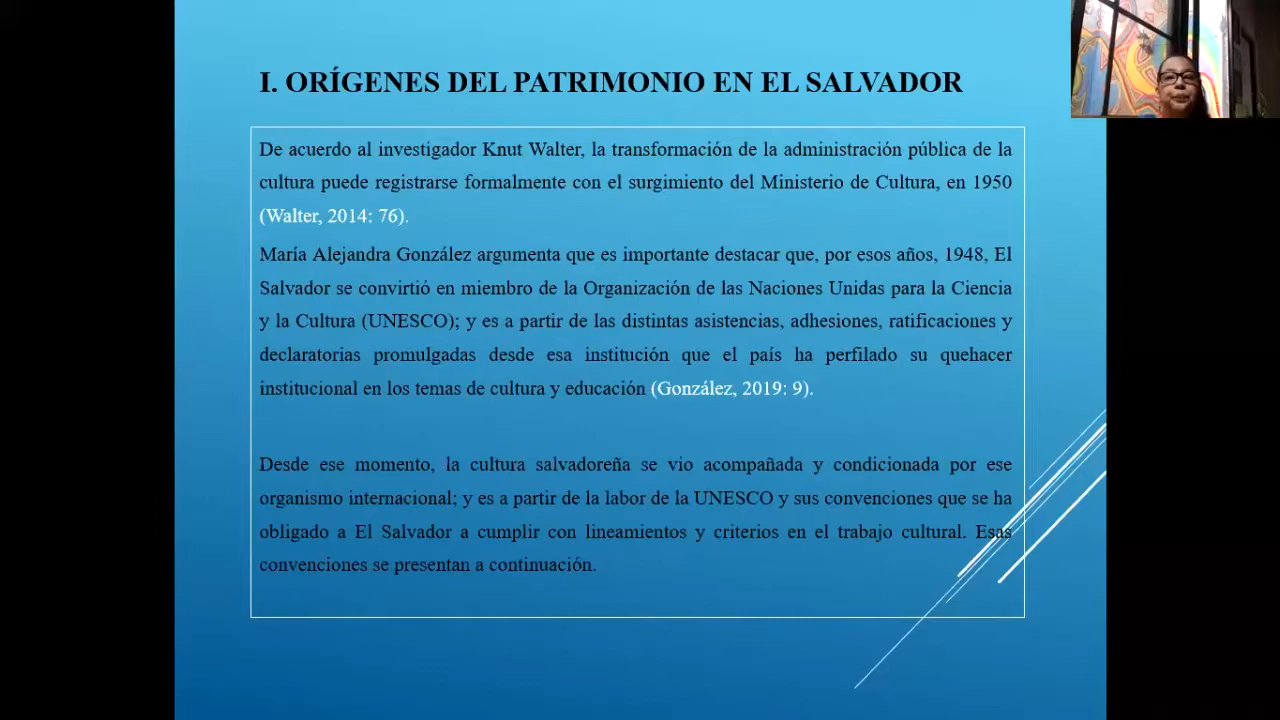 I. ORÍGENES DEL PATRIMONIO EN EL SALVADOR
De acuerdo al investigador Knut Walter, la transformación de la administración pública de la
cultura puede registrarse formalmente con el surgimiento del Ministerio de Cultura, en 1950
(Walter, 2014: 76).
María Alejandra González argumenta que es importante destacar que, por esos años, 1948, El
Salvador se convirtió en miembro de la Organización de las Naciones Unidas para la Ciencia
y la Cultura (UNESCO); y es a partir de las distintas asistencias, adhesiones, ratificaciones y
declaratorias promulgadas desde esa institución que el país ha perfilado su quehacer
institucional en los temas de cultura y educación (González, 2019: 9).
Desde ese momento, la cultura salvadoreña se vio acompañada y condicionada por ese
organismo internacional; y es a partir de la labor de la UNESCO y sus convenciones que se ha
obligado a El Salvador a cumplir con lineamientos y criterios en el trabajo cultural. Esas
convenciones se presentan a continuación.